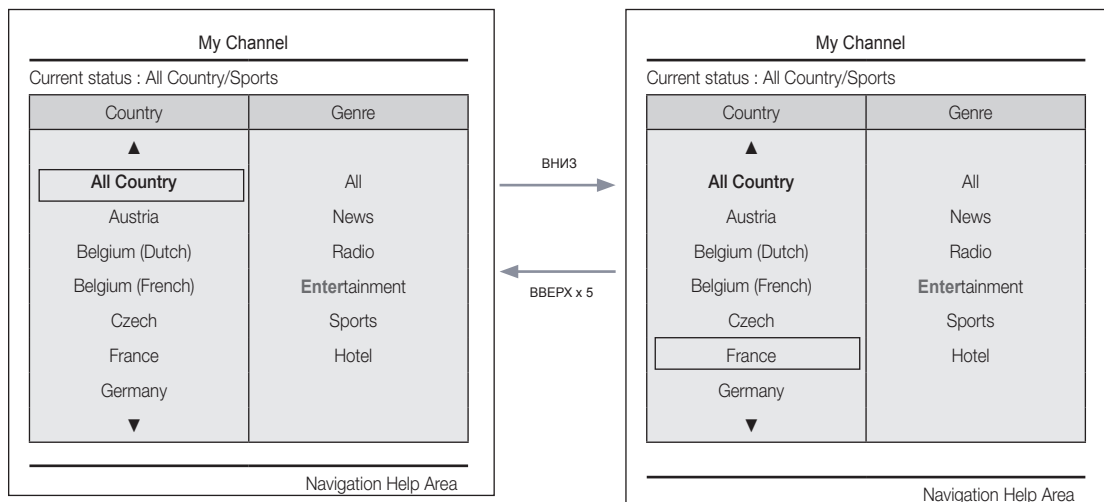 My Channel
Current status : All Country/Sports
Country Genre
▲
All Country All
Austria News
Belgium (Dutch) Radio
Belgium (French) Entertainment
Czech Sports
France Hotel
Germany
▼
Navigation Help Area
ВНИЗ
ВВЕРХ x 5
My Channel
Current status : All Country/Sports
Country Genre
▲
All Country All
Austria News
Belgium (Dutch) Radio
Belgium (French) Entertainment
Czech Sports
France Hotel
Germany
▼
Navigation Help Area